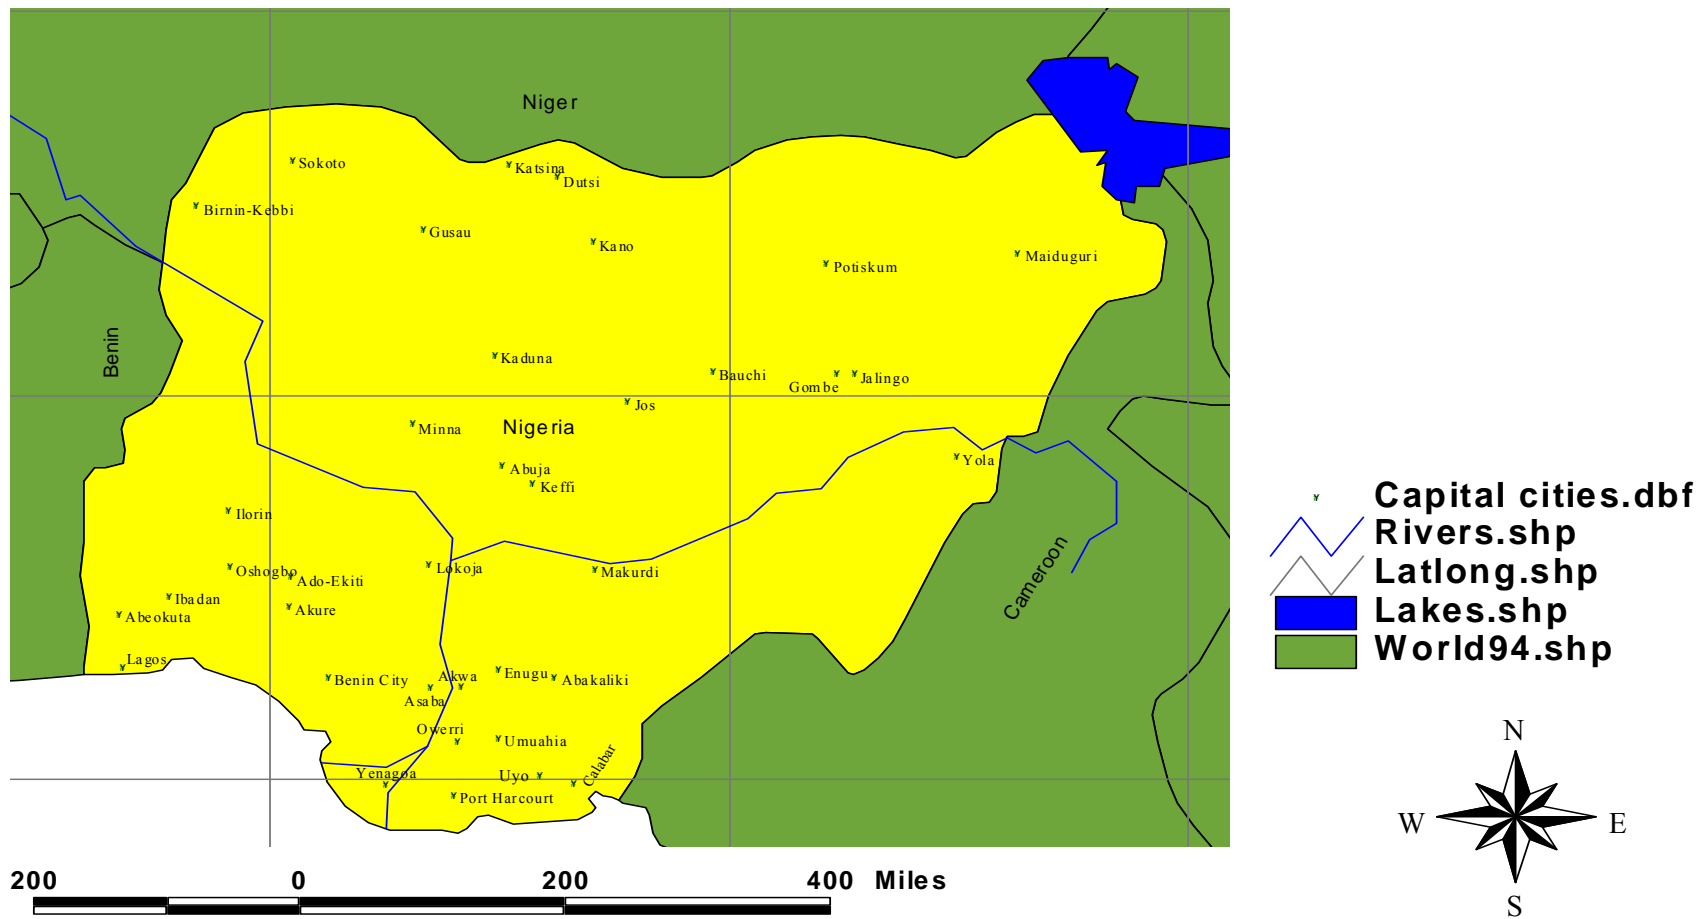 Niger
Sokoto
Katsina
Dutsi
Birnin-Kebbi
Gusau
Kano
Maiduguri
Potiskum
Benin
Kaduna
Bauchi
Gombe
Jalingo
Jos
Minna
Nigeria
Abuja
Keffi
Yola
Ilorin
Oshogbo
Ado-Ekiti
Lokoja
Makurdi
Cameroon
Ibadan
Akure
Abeokuta
Lagos
Benin City
Akwa
Enugu
Abakaliki
Asaba
Owerri
Umuahia
Yenagoa
Uyo
Calabar
Port Harcourt
Capital cities.dbf
Rivers.shp
Latlong.shp
Lakes.shp
World94.shp
N
W
E
S
200 0 200 400 Miles